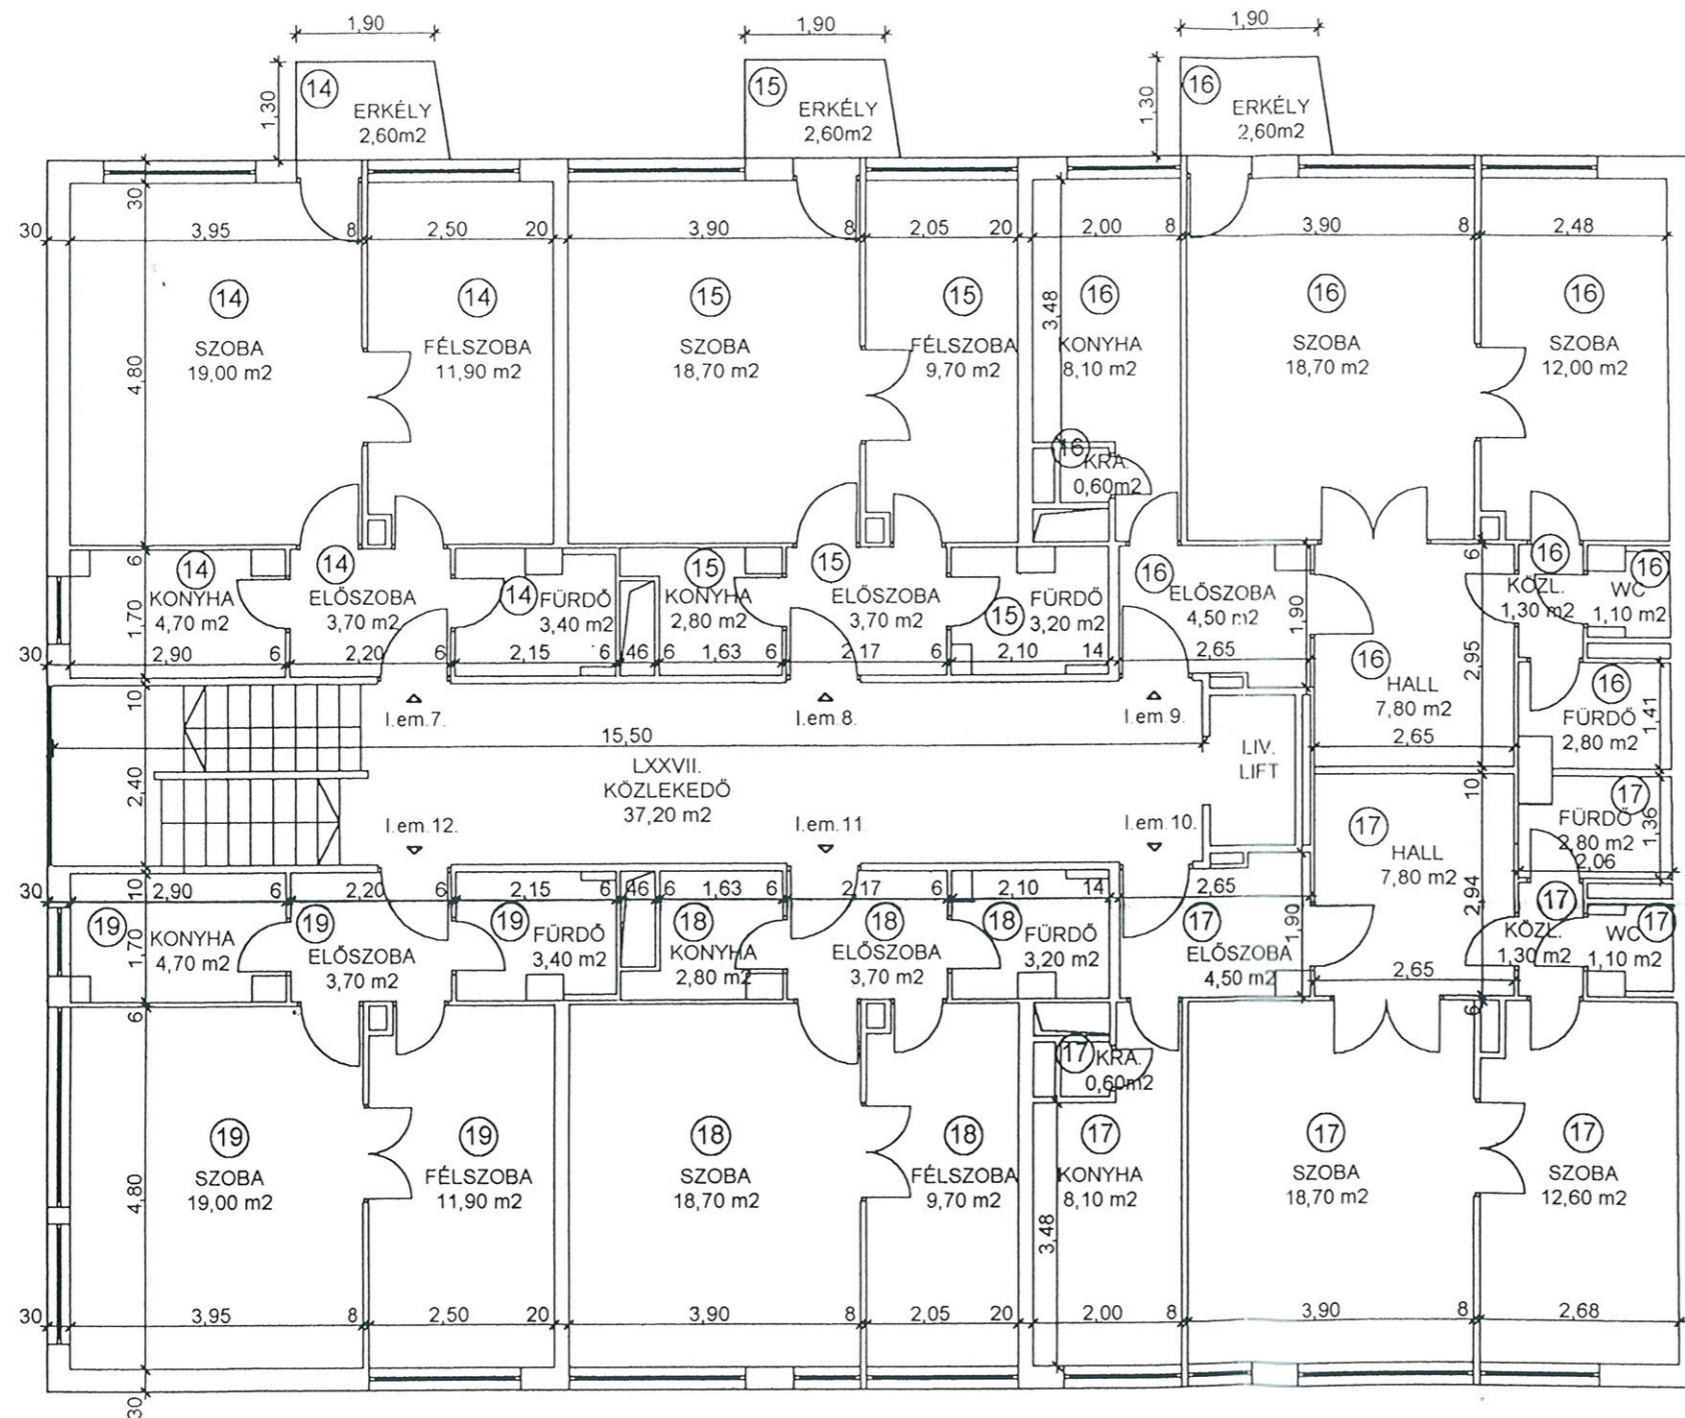 1,90
1,90
1,90
1,30
14
ERKÉLY
2,60m2
15
ERKÉLY
2,60m2
1,30
16
ERKÉLY
2,60m2
30
30
3,95
8
2,50
20
3,90
8
2,05
20
2,00
8
3,90
8
2,48
14
SZOBA
19,00 m2
14
FÉLSZOBA
11,90 m2
15
SZOBA
18,70 m2
15
FÉLSZOBA
9,70 m2
3,48
16
KONYHA
8,10 m2
16
SZOBA
18,70 m2
16
SZOBA
12,00 m2
4,80
16
KRA.
0,60m2
6
14
KONYHA
4,70 m2
14
ELŐSZOBA
3,70 m2
14
FÜRDŐ
3,40 m2
15
KONYHA
2,80 m2
15
ELŐSZOBA
3,70 m2
15
FÜRDŐ
3,20 m2
16
ELŐSZOBA
4,50 m2
6
16
KÖZL.
1,30 m2
16
WC
1,10 m2
1,70
1,90
30
2,90
6
2,20
6
2,15
6
46
6
1,63
6
2,17
6
2,10
14
2,65
16
HALL
7,80 m2
2,95
2,65
16
FÜRDŐ
2,80 m2
1,41
10
I.em.7.
I.em.8.
I.em.9.
15,50
LXXVII.
KÖZLEKEDŐ
37,20 m2
LIV.
LIFT
2,40
I.em.12.
I.em.11.
I.em.10.
17
HALL
7,80 m2
10
17
FÜRDŐ
2,80 m2
1,36
2,06
30
10
2,90
6
2,20
6
2,15
6
46
6
1,63
6
2,17
6
2,10
14
2,65
2,94
19
KONYHA
4,70 m2
19
ELŐSZOBA
3,70 m2
19
FÜRDŐ
3,40 m2
18
KONYHA
2,80 m2
18
ELŐSZOBA
3,70 m2
18
FÜRDŐ
3,20 m2
17
ELŐSZOBA
4,50 m2
1,90
17
KÖZL.
1,30 m2
17
WC
1,10 m2
1,70
2,65
6
6
17
KRA.
0,60m2
19
SZOBA
19,00 m2
19
FÉLSZOBA
11,90 m2
18
SZOBA
18,70 m2
18
FÉLSZOBA
9,70 m2
17
KONYHA
8,10 m2
17
SZOBA
18,70 m2
17
SZOBA
12,60 m2
4,80
3,48
30
3,95
8
2,50
20
3,90
8
2,05
20
2,00
8
3,90
8
2,68
30